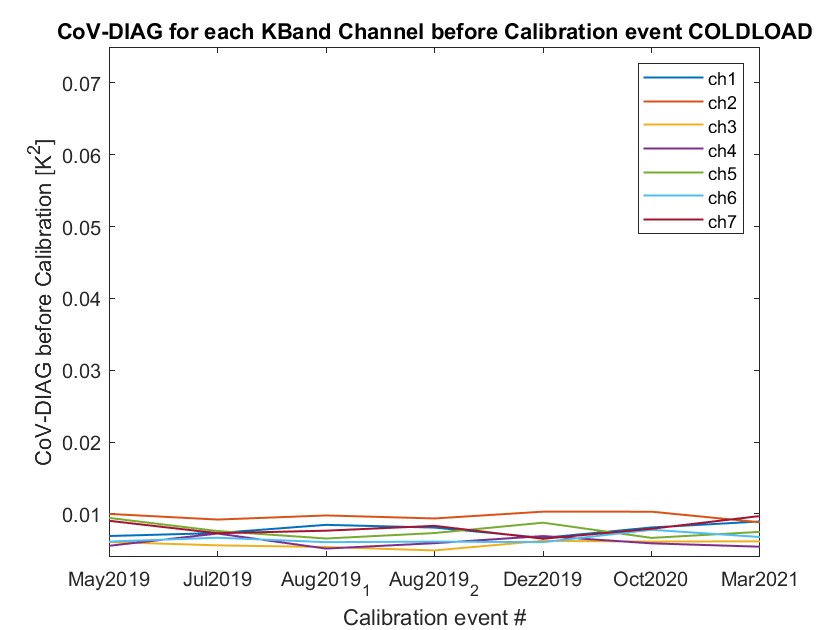 CoV-DIAG for each KBand Channel before Calibration event COLDLOAD
CoV-DIAG before Calibration [K²]
0.07
0.06
0.05
0.04
0.03
0.02
0.01
ch1
ch2
ch3
ch4
ch5
ch6
ch7
May2019 Jul2019 Aug2019₁ Aug2019₂ Dez2019 Oct2020 Mar2021
Calibration event #